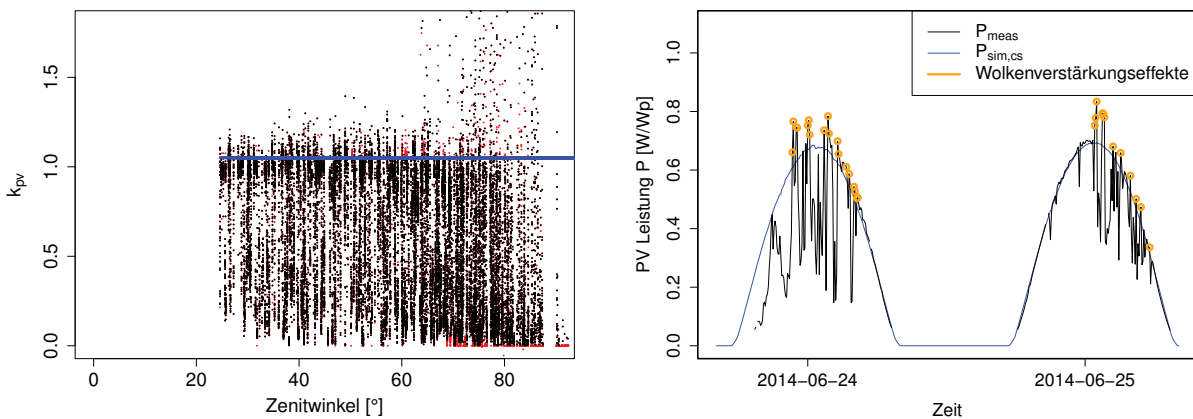 k_pv
0.0
0.5
1.0
1.5
0 20 40 60 80
Zenitwinkel [°]
PV Leistung P [W/Wp]
0.0
0.2
0.4
0.6
0.8
1.0
P_meas
P_sim,cs
Wolkenverstärkungseffekte
2014-06-24 2014-06-25
Zeit